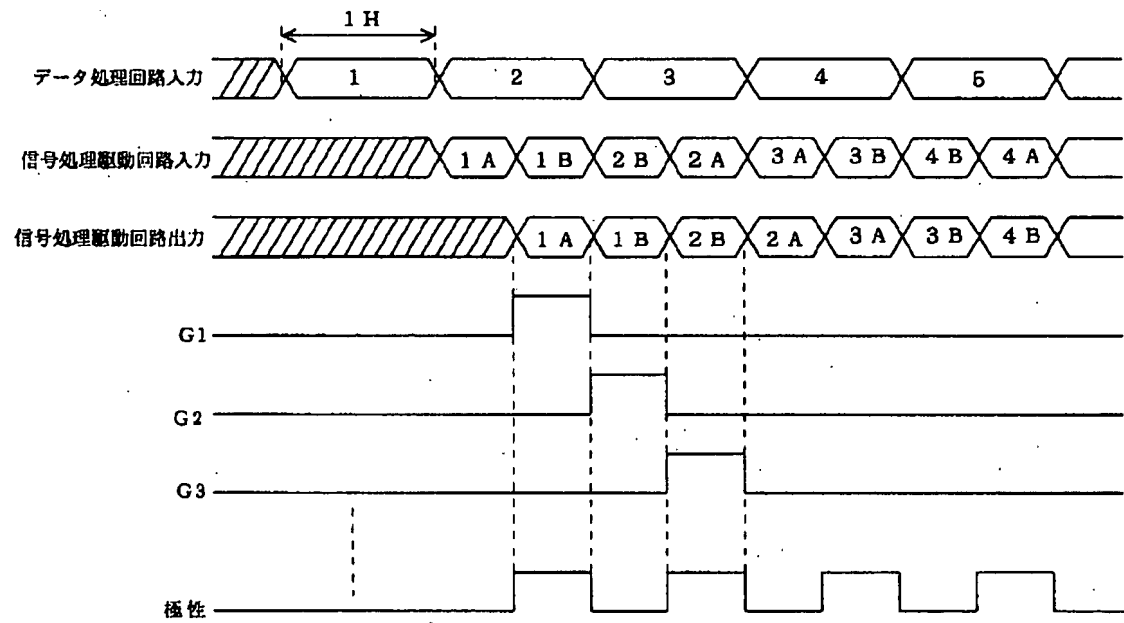 1 H
データ処理回路入力 1 2 3 4 5
信号処理駆動回路入力 1 A 1 B 2 B 2 A 3 A 3 B 4 B 4 A
信号処理駆動回路出力 1 A 1 B 2 B 2 A 3 A 3 B 4 B
G1
G2
G3
極性